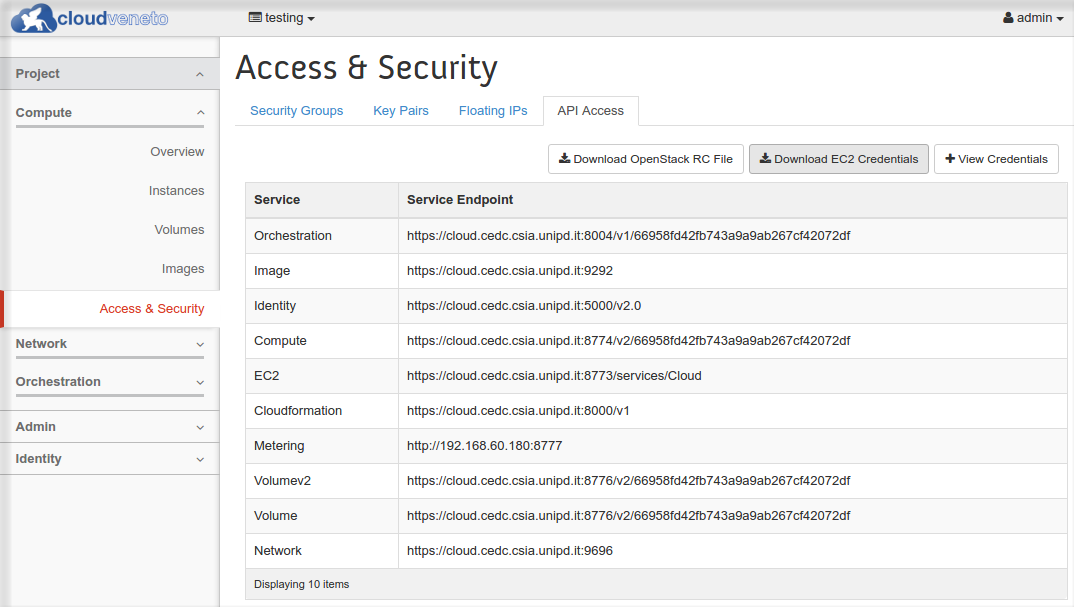 cloudveneto testing admin
Project
Compute
Overview
Instances
Volumes
Images
Access & Security
Network
Orchestration
Admin
Identity
Access & Security
Security Groups Key Pairs Floating IPs API Access
Download OpenStack RC File Download EC2 Credentials View Credentials
Service Service Endpoint
Orchestration https://cloud.cedc.csia.unipd.it:8004/v1/66958fd42fb743a9a9ab267cf42072df
Image https://cloud.cedc.csia.unipd.it:9292
Identity https://cloud.cedc.csia.unipd.it:5000/v2.0
Compute https://cloud.cedc.csia.unipd.it:8774/v2/66958fd42fb743a9a9ab267cf42072df
EC2 https://cloud.cedc.csia.unipd.it:8773/services/Cloud
Cloudformation https://cloud.cedc.csia.unipd.it:8000/v1
Metering http://192.168.60.180:8777
Volumev2 https://cloud.cedc.csia.unipd.it:8776/v2/66958fd42fb743a9a9ab267cf42072df
Volume https://cloud.cedc.csia.unipd.it:8776/v2/66958fd42fb743a9a9ab267cf42072df
Network https://cloud.cedc.csia.unipd.it:9696
Displaying 10 items